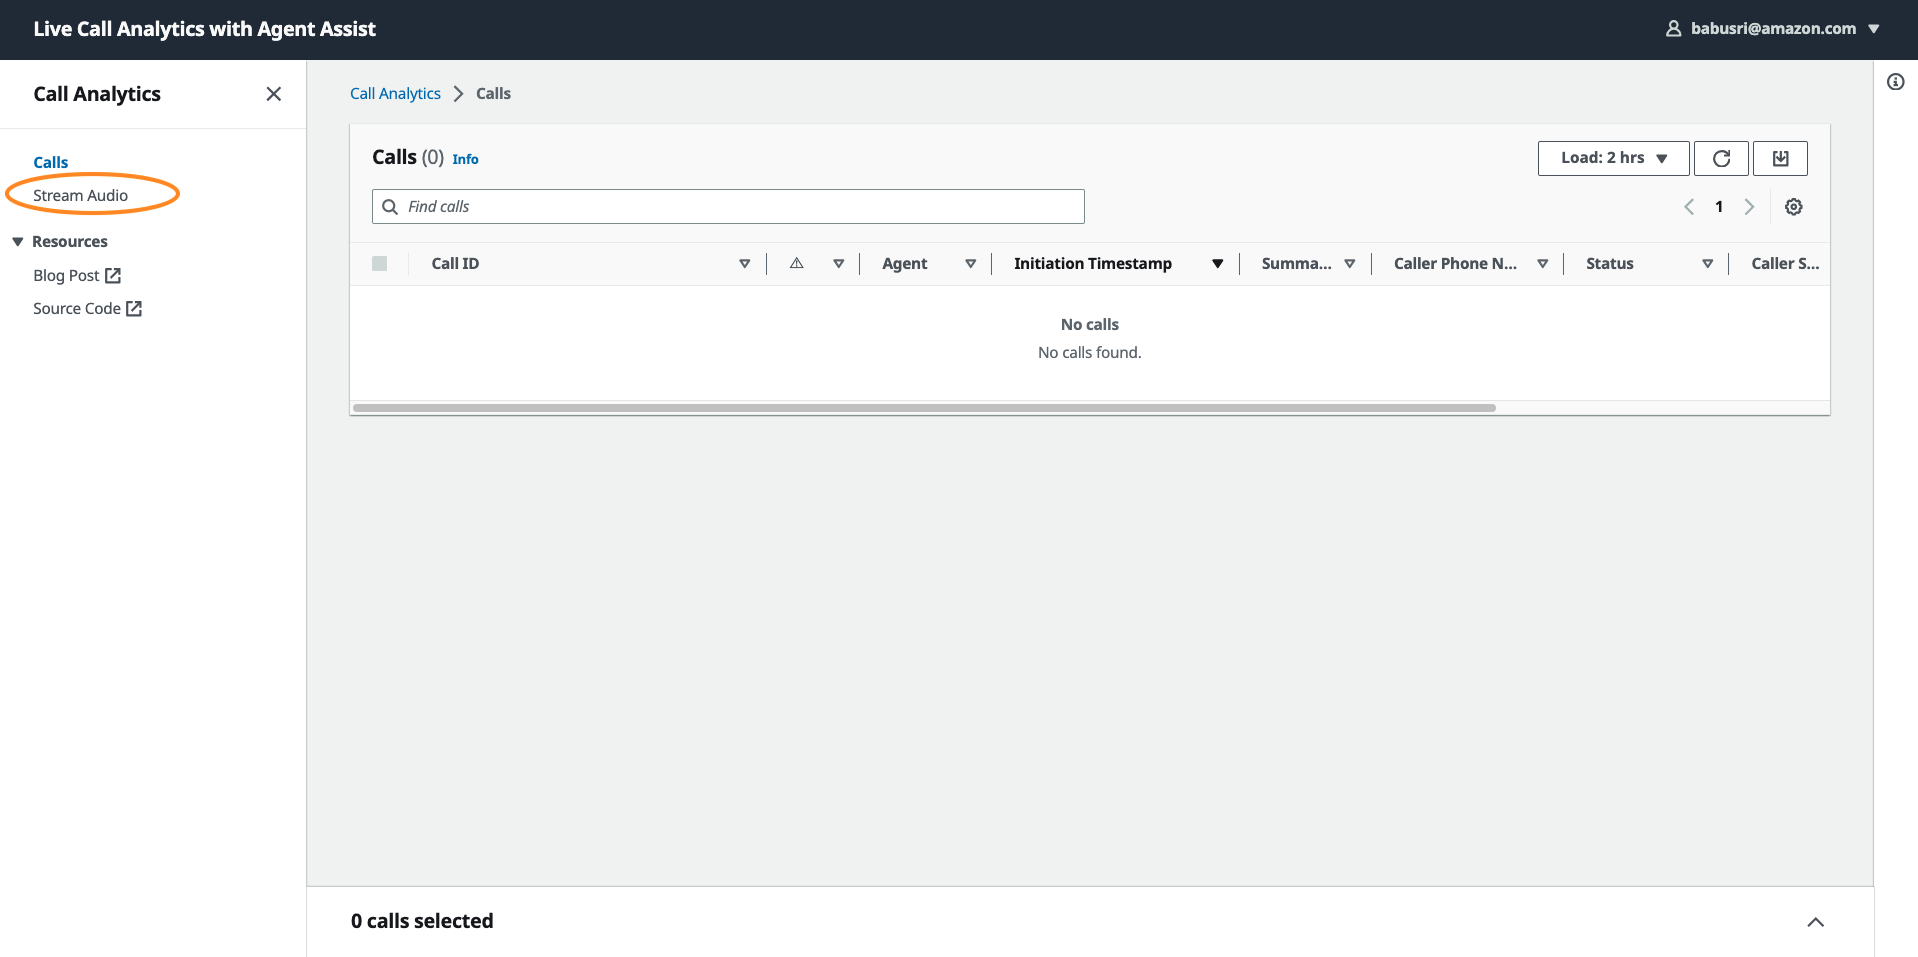 Live Call Analytics with Agent Assist
babusri@amazon.com
Call Analytics
Calls
Stream Audio
Resources
Blog Post
Source Code
Call Analytics > Calls
Calls (0) Info
Load: 2 hrs
Find calls
1
Call ID Agent Initiation Timestamp Summa... Caller Phone N... Status Caller S...
No calls
No calls found.
0 calls selected